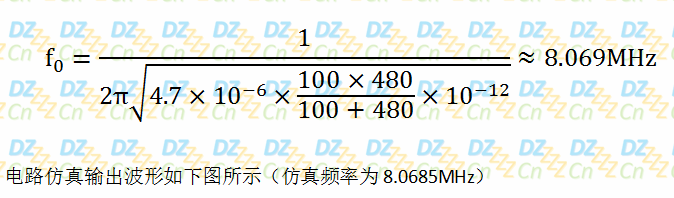 f₀ = 1 / (2π√(4.7 × 10⁻⁶ × (100 × 480)/(100 + 480) × 10⁻¹²)) ≈ 8.069MHz
电路仿真输出波形如下图所示（仿真频率为8.0685MHz）